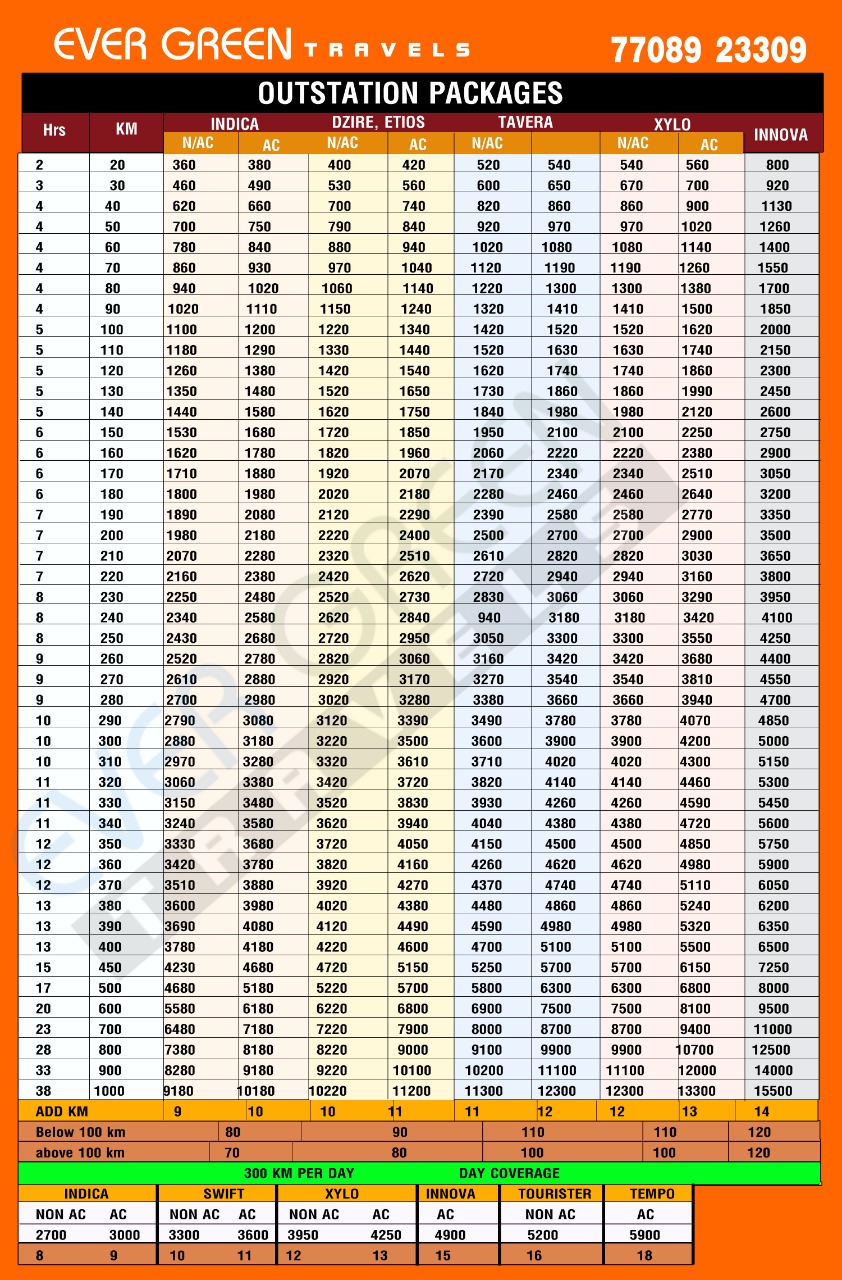 EVER GREEN TRAVELS 77089 23309
OUTSTATION PACKAGES
Hrs KM INDICA DZIRE, ETIOS TAVERA XYLO INNOVA
N/AC AC N/AC AC N/AC N/AC AC
2 20 360 380 400 420 520 540 540 560 800
3 30 460 490 530 560 600 650 670 700 920
4 40 620 660 700 740 820 860 860 900 1130
4 50 700 750 790 840 920 970 970 1020 1260
4 60 780 840 880 940 1020 1080 1080 1140 1400
4 70 860 930 970 1040 1120 1190 1190 1260 1550
4 80 940 1020 1060 1140 1220 1300 1300 1380 1700
4 90 1020 1110 1150 1240 1320 1410 1410 1500 1850
5 100 1100 1200 1220 1340 1420 1520 1520 1620 2000
5 110 1180 1290 1330 1440 1520 1630 1630 1740 2150
5 120 1260 1380 1420 1540 1620 1740 1740 1860 2300
5 130 1350 1480 1520 1650 1730 1860 1860 1990 2450
5 140 1440 1580 1620 1750 1840 1980 1980 2120 2600
6 150 1530 1680 1720 1850 1950 2100 2100 2250 2750
6 160 1620 1780 1820 1960 2060 2220 2220 2380 2900
6 170 1710 1880 1920 2070 2170 2340 2340 2510 3050
6 180 1800 1980 2020 2180 2280 2460 2460 2640 3200
7 190 1890 2080 2120 2290 2390 2580 2580 2770 3350
7 200 1980 2180 2220 2400 2500 2700 2700 2900 3500
7 210 2070 2280 2320 2510 2610 2820 2820 3030 3650
7 220 2160 2380 2420 2620 2720 2940 2940 3160 3800
8 230 2250 2480 2520 2730 2830 3060 3060 3290 3950
8 240 2340 2580 2620 2840 940 3180 3180 3420 4100
8 250 2430 2680 2720 2950 3050 3300 3300 3550 4250
9 260 2520 2780 2820 3060 3160 3420 3420 3680 4400
9 270 2610 2880 2920 3170 3270 3540 3540 3810 4550
9 280 2700 2980 3020 3280 3380 3660 3660 3940 4700
10 290 2790 3080 3120 3390 3490 3780 3780 4070 4850
10 300 2880 3180 3220 3500 3600 3900 3900 4200 5000
10 310 2970 3280 3320 3610 3710 4020 4020 4300 5150
11 320 3060 3380 3420 3720 3820 4140 4140 4460 5300
11 330 3150 3480 3520 3830 3930 4260 4260 4590 5450
11 340 3240 3580 3620 3940 4040 4380 4380 4720 5600
12 350 3330 3680 3720 4050 4150 4500 4500 4850 5750
12 360 3420 3780 3820 4160 4260 4620 4620 4980 5900
12 370 3510 3880 3920 4270 4370 4740 4740 5110 6050
13 380 3600 3980 4020 4380 4480 4860 4860 5240 6200
13 390 3690 4080 4120 4490 4590 4980 4980 5320 6350
13 400 3780 4180 4220 4600 4700 5100 5100 5500 6500
15 450 4230 4680 4720 5150 5250 5700 5700 6150 7250
17 500 4680 5180 5220 5700 5800 6300 6300 6800 8000
20 600 5580 6180 6220 6800 6900 7500 7500 8100 9500
23 700 6480 7180 7220 7900 8000 8700 8700 9400 11000
28 800 7380 8180 8220 9000 9100 9900 9900 10700 12500
33 900 8280 9180 9220 10100 10200 11100 11100 12000 14000
38 1000 9180 10180 10220 11200 11300 12300 12300 13300 15500
ADD KM 9 10 10 11 11 12 12 13 14
Below 100 km 80 90 110 110 120
above 100 km 70 80 100 100 120
300 KM PER DAY DAY COVERAGE
INDICA SWIFT XYLO INNOVA TOURISTER TEMPO
NON AC AC NON AC AC NON AC AC AC NON AC AC
2700 3000 3300 3600 3950 4250 4900 5200 5900
8 9 10 11 12 13 15 16 18
EVER GREEN
TRAVELS